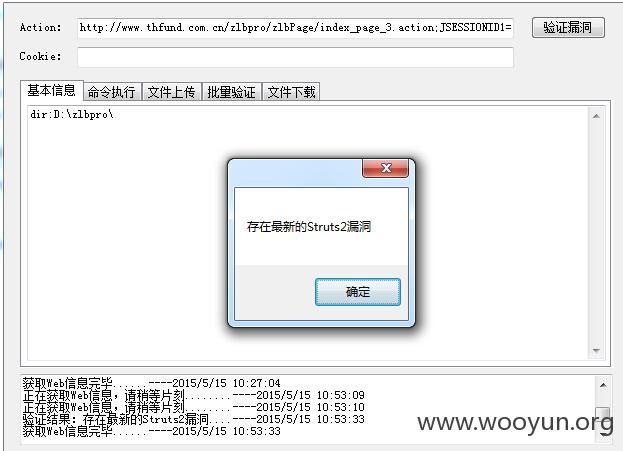 Action: http://www.thfund.com.cn/zlbpro/zlbPage/index_page_3.action;JSESSIONID1= 验证漏洞
Cookie:
基本信息 命令执行 文件上传 批量验证 文件下载
dir:D:\zlbpro\
存在最新的Struts2漏洞
确定
获取Web信息完毕......----2015/5/15 10:27:04
正在获取Web信息，请稍等片刻........----2015/5/15 10:53:09
正在获取Web信息，请稍等片刻........----2015/5/15 10:53:10
验证结果：存在最新的Struts2漏洞....----2015/5/15 10:53:33
获取Web信息完毕......----2015/5/15 10:53:33
www.wooyun.org